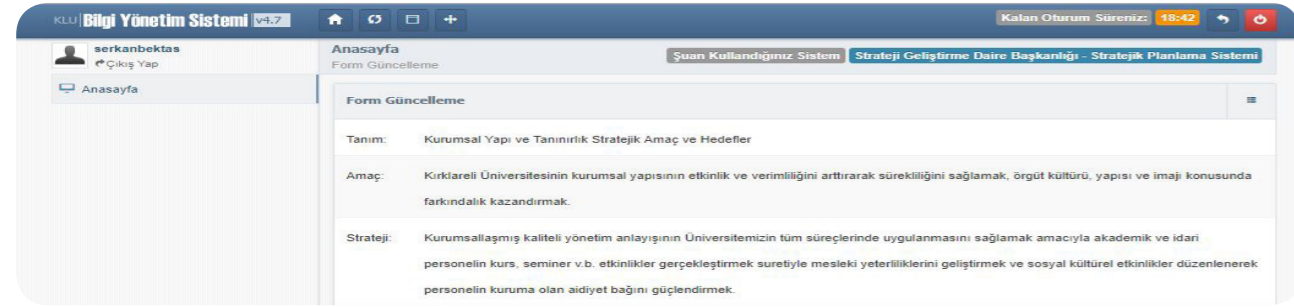 KLU|Bilgi Yönetim Sistemi v4.7
Kalan Oturum Süreniz: 18:42
serkanbektas
Çıkış Yap
Anasayfa
Form Güncelleme
Şuan Kullandığınız Sistem Strateji Geliştirme Daire Başkanlığı - Stratejik Planlama Sistemi
Anasayfa
Form Güncelleme
Tanım: Kurumsal Yapı ve Tanınırlık Stratejik Amaç ve Hedefler
Amaç: Kırklareli Üniversitesinin kurumsal yapısının etkinlik ve verimliliğini arttırarak sürekliliğini sağlamak, örgüt kültürü, yapısı ve imajı konusunda
farkındalık kazandırmak.
Strateji: Kurumsallaşmış kaliteli yönetim anlayışının Üniversitemizin tüm süreçlerinde uygulanmasını sağlamak amacıyla akademik ve idari
personelin kurs, seminer v.b. etkinlikler gerçekleştirmek suretiyle mesleki yeterliliklerini geliştirmek ve sosyal kültürel etkinlikler düzenlenerek
personelin kuruma olan aidiyet bağını güçlendirmek.